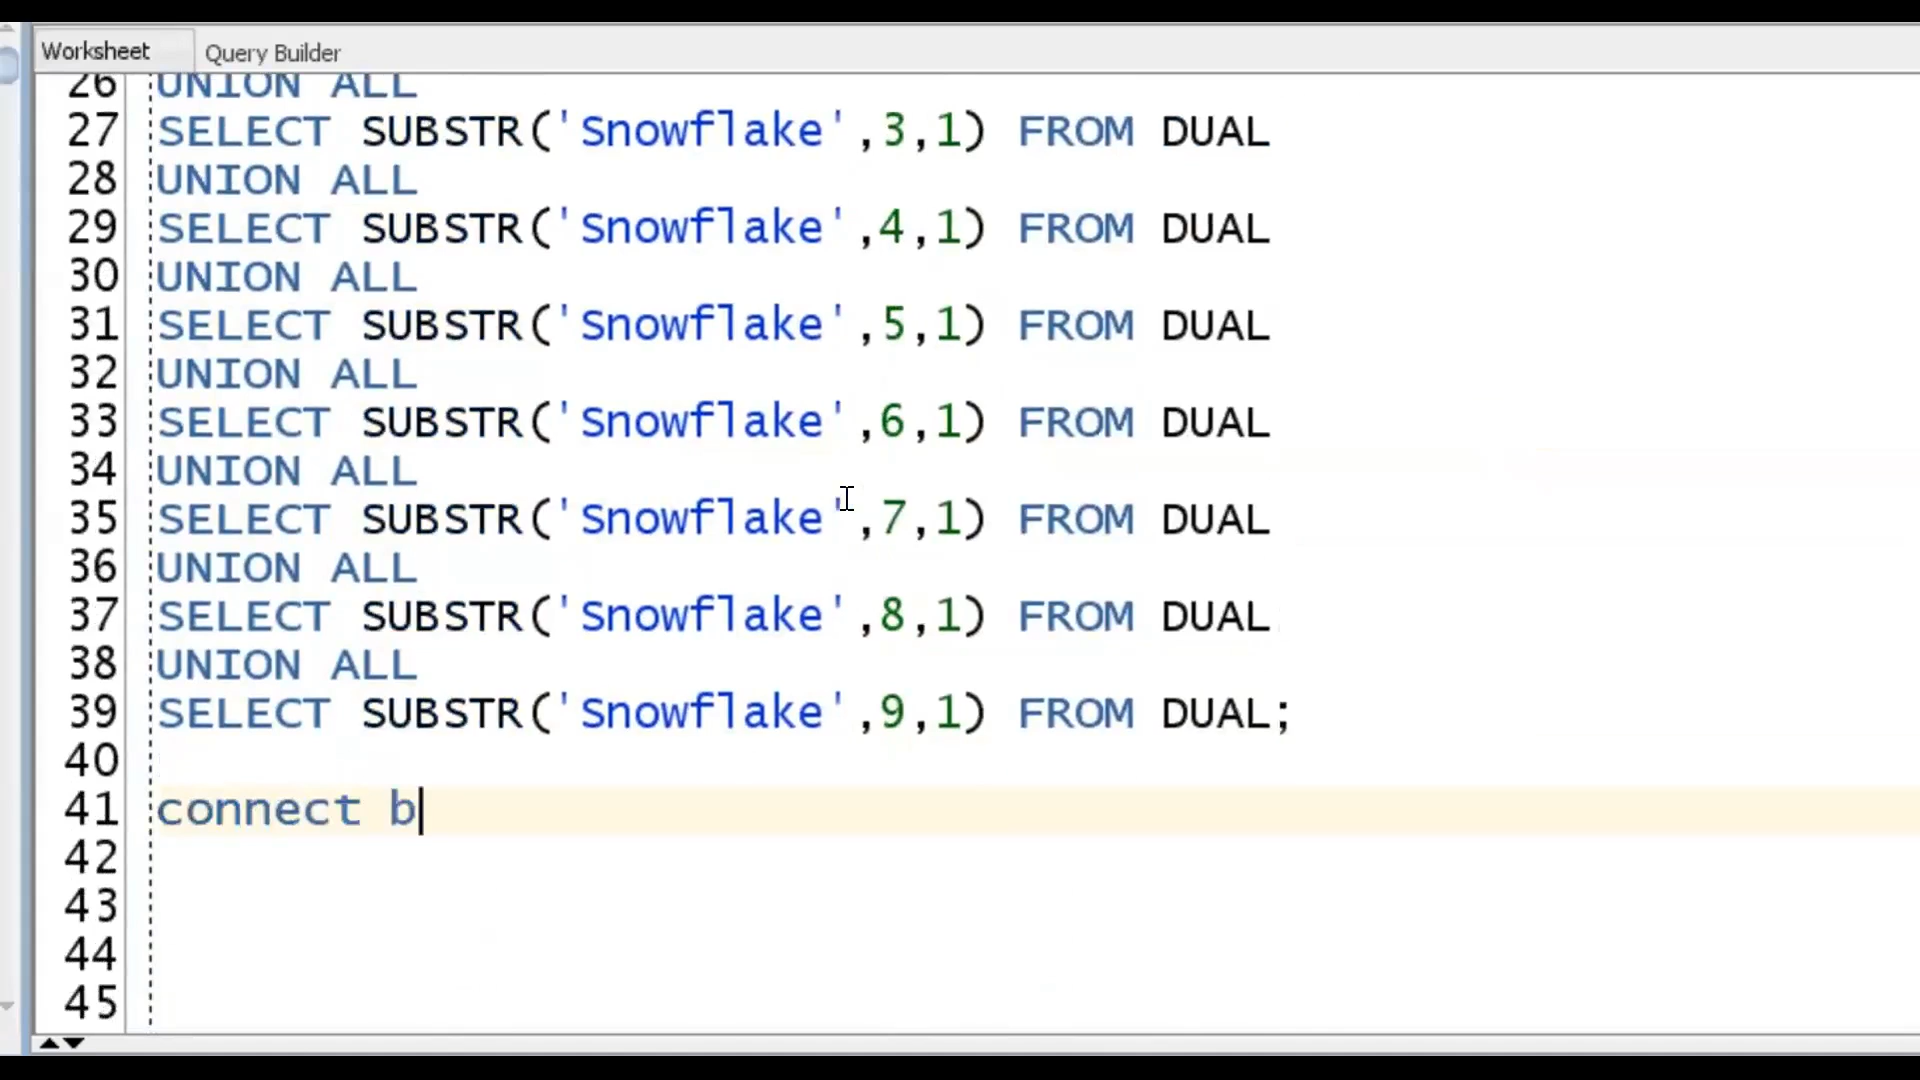 Worksheet Query Builder
26 UNION ALL
27 SELECT SUBSTR('Snowflake',3,1) FROM DUAL
28 UNION ALL
29 SELECT SUBSTR('Snowflake',4,1) FROM DUAL
30 UNION ALL
31 SELECT SUBSTR('Snowflake',5,1) FROM DUAL
32 UNION ALL
33 SELECT SUBSTR('Snowflake',6,1) FROM DUAL
34 UNION ALL
35 SELECT SUBSTR('Snowflake',7,1) FROM DUAL
36 UNION ALL
37 SELECT SUBSTR('Snowflake',8,1) FROM DUAL
38 UNION ALL
39 SELECT SUBSTR('Snowflake',9,1) FROM DUAL;
40
41 connect b
42
43
44
45